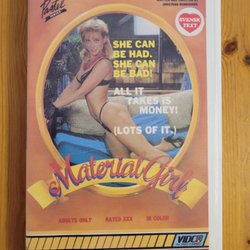 Pastel
SVENSK
TEXT
SHE CAN
BE HAD.
SHE CAN
BE BAD!
ALL IT
TAKES IS
MONEY!
(LOTS OF IT.)
Material Girl
ADULTS ONLY
RATED XXX
IN COLOR
VIDEO